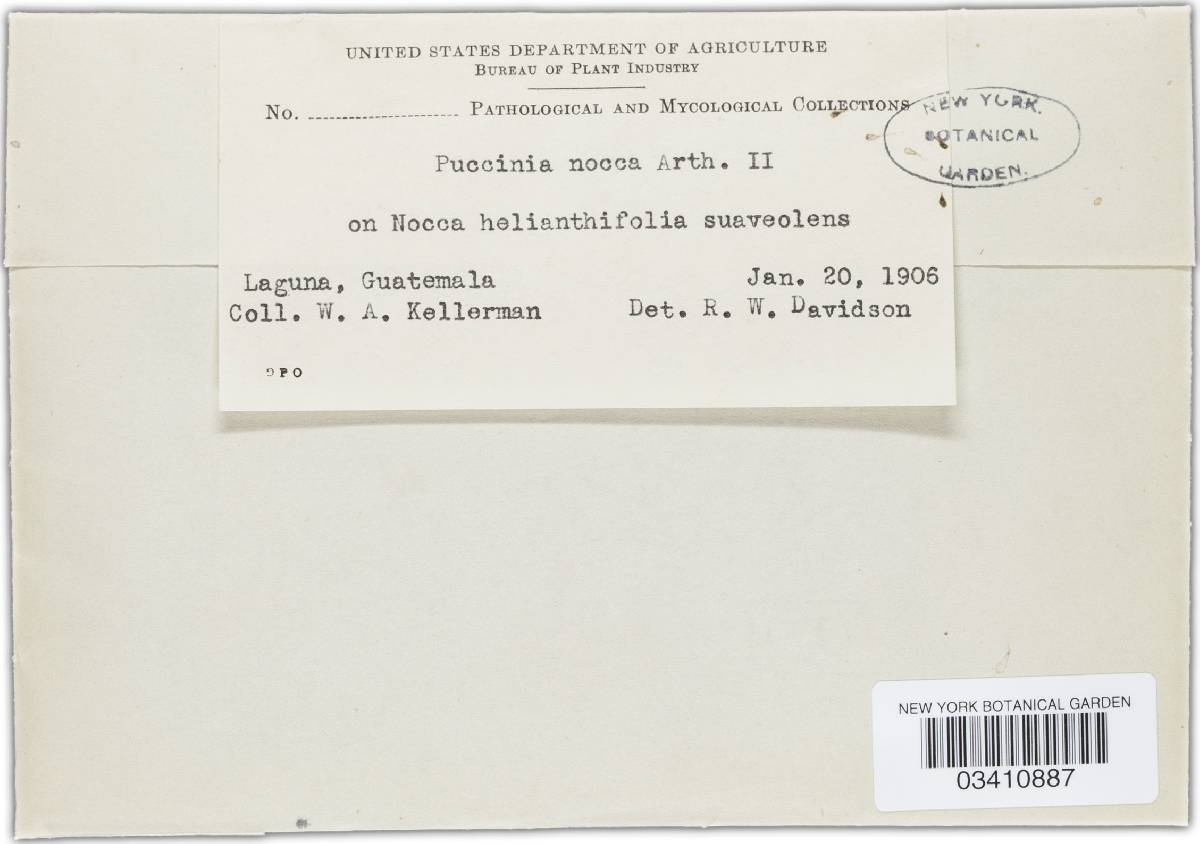 UNITED STATES DEPARTMENT OF AGRICULTURE
BUREAU OF PLANT INDUSTRY
No. ---------------------- PATHOLOGICAL AND MYCOLOGICAL COLLECTIONS
NEW YORK
BOTANICAL
GARDEN.
Puccinia nocca Arth. II
on Nocca helianthifolia suaveolens
Laguna, Guatemala Jan. 20, 1906
Coll. W. A. Kellerman Det. R. W. Davidson
9PO
NEW YORK BOTANICAL GARDEN
03410887